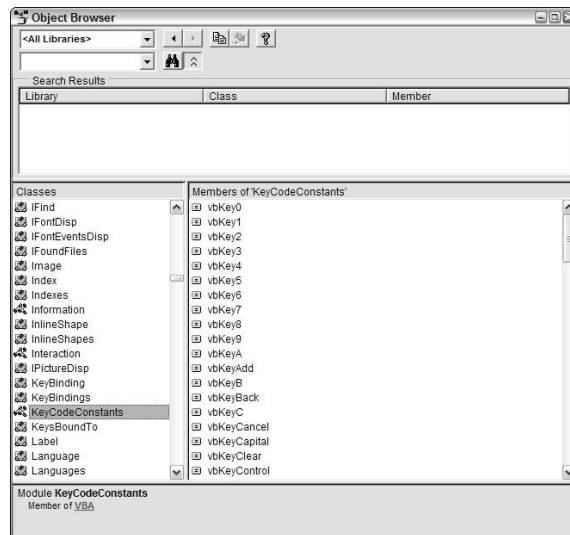 Object Browser
<All Libraries>
Search Results
Library Class Member
Classes
IFind
IFontDisp
IFontEventsDisp
IFoundFiles
Image
Index
Indexes
Information
InlineShape
InlineShapes
Interaction
IPictureDisp
KeyBinding
KeyBindings
KeyCodeConstants
KeysBoundTo
Label
Language
Languages
Members of 'KeyCodeConstants'
vbKey0
vbKey1
vbKey2
vbKey3
vbKey4
vbKey5
vbKey6
vbKey7
vbKey8
vbKey9
vbKeyA
vbKeyAdd
vbKeyB
vbKeyBack
vbKeyC
vbKeyCancel
vbKeyCapital
vbKeyClear
vbKeyControl
Module KeyCodeConstants
Member of VBA